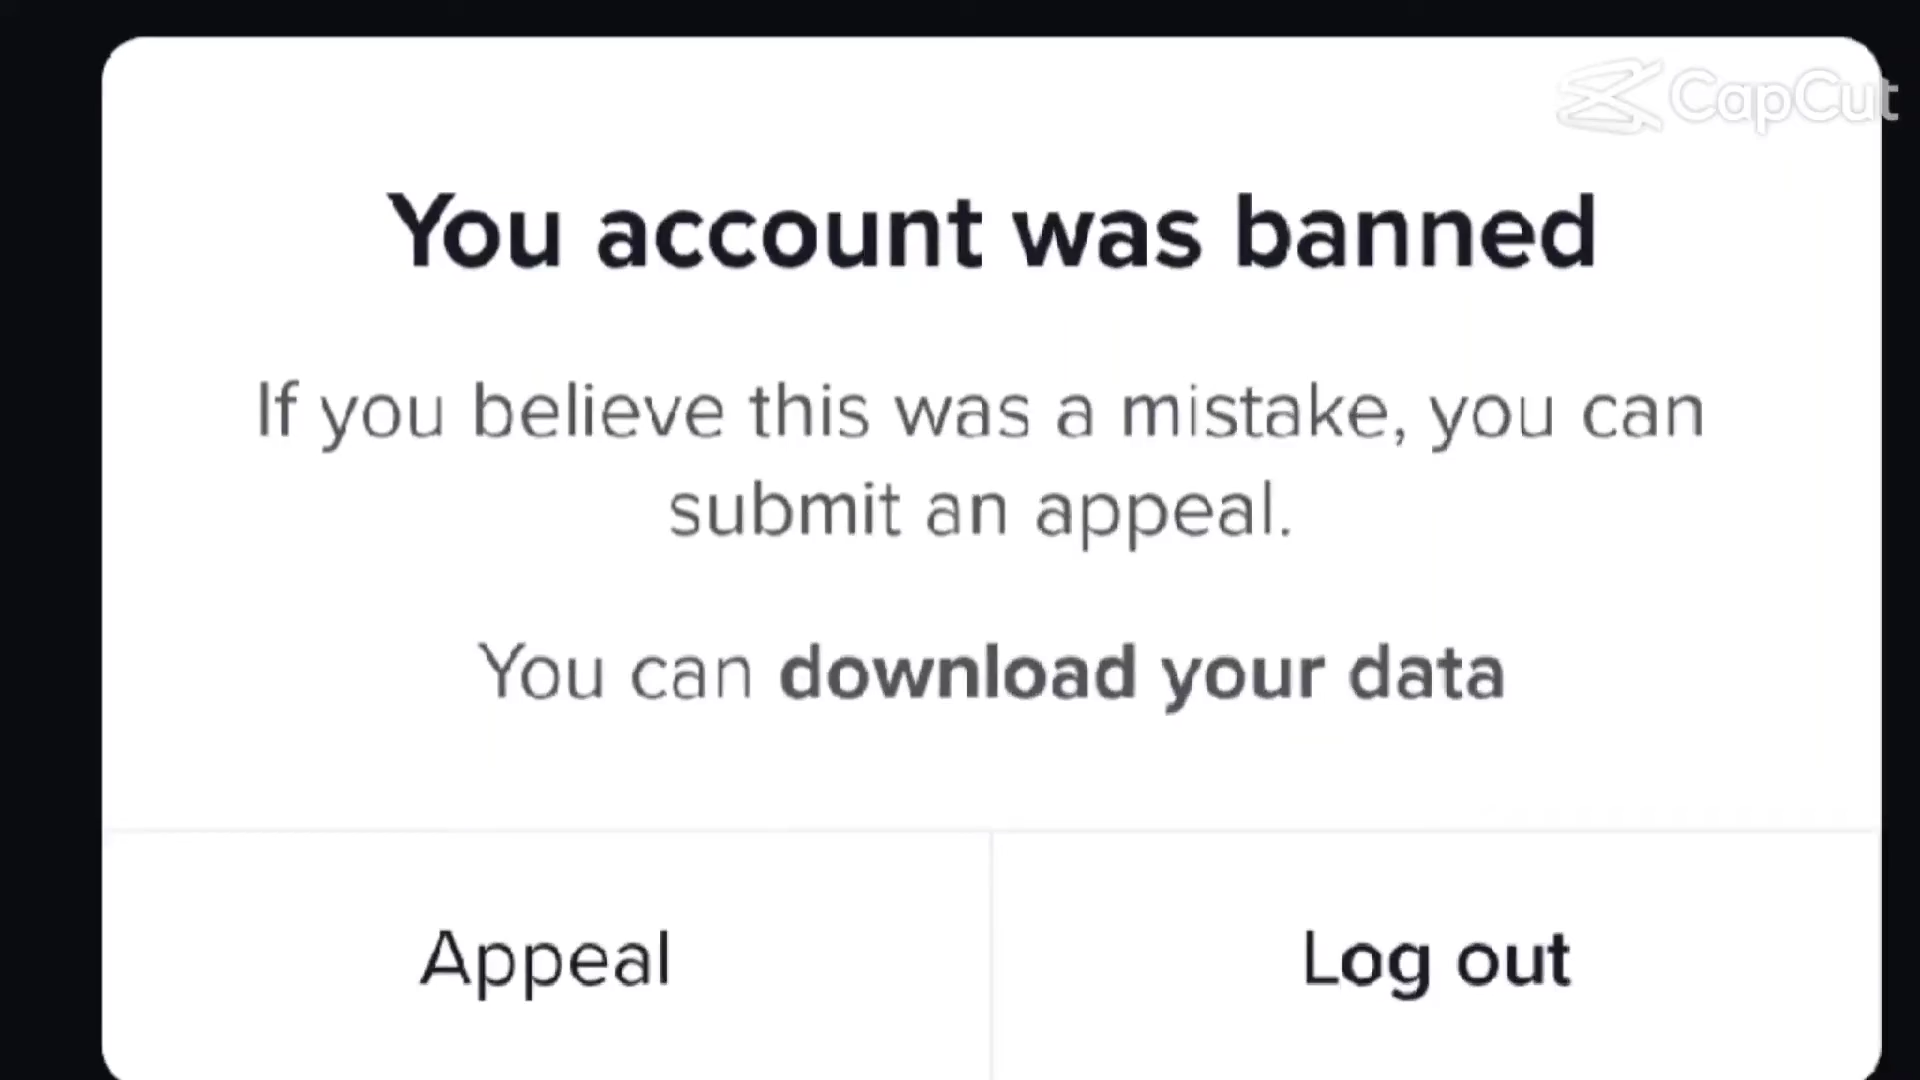 CapCut
You account was banned
If you believe this was a mistake, you can
submit an appeal.
You can download your data
Appeal
Log out